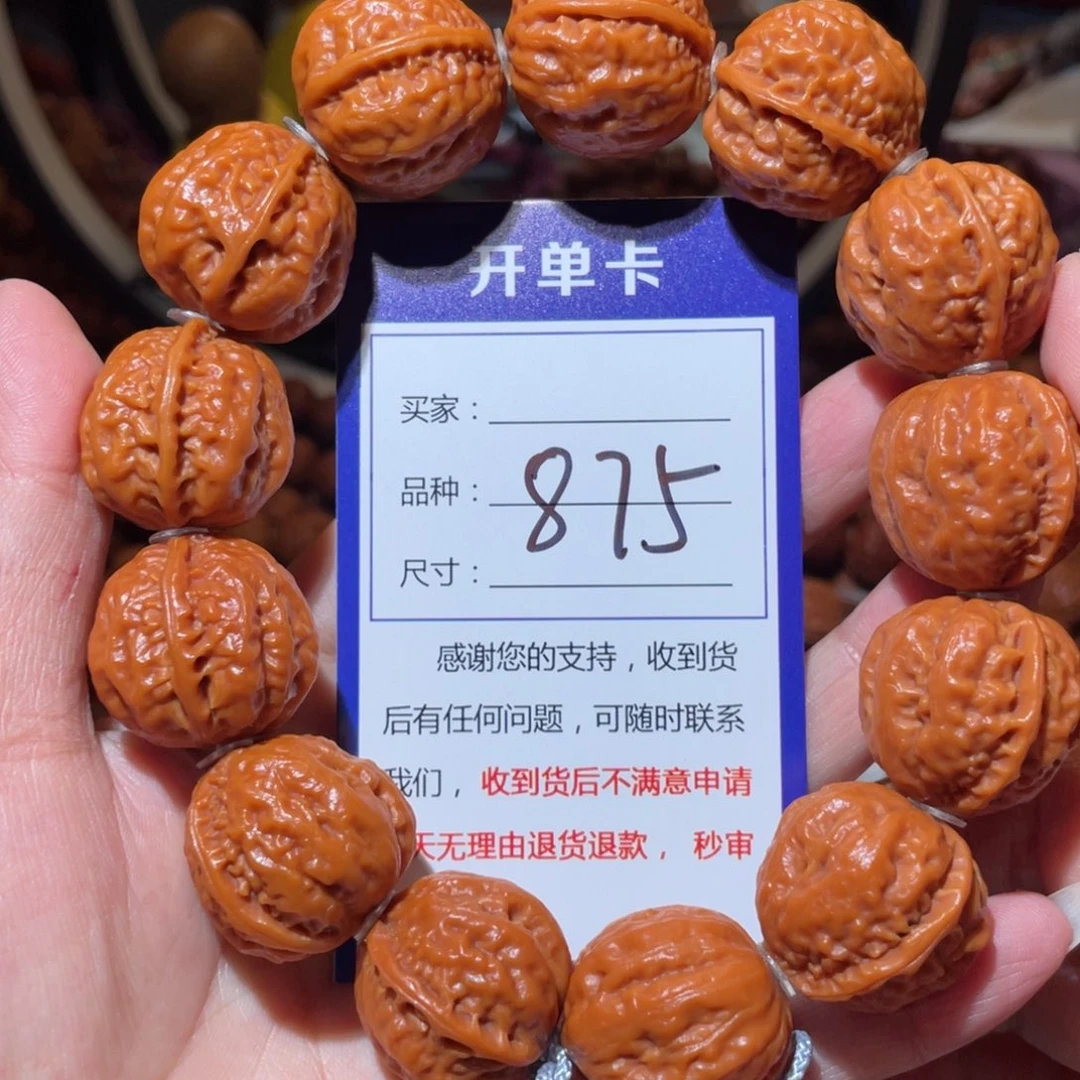 开单卡
买家：
品种：875
尺寸：
感谢您的支持，收到货
后有任何问题，可随时联系
我们，收到货后不满意申请
天无理由退货退款，秒审